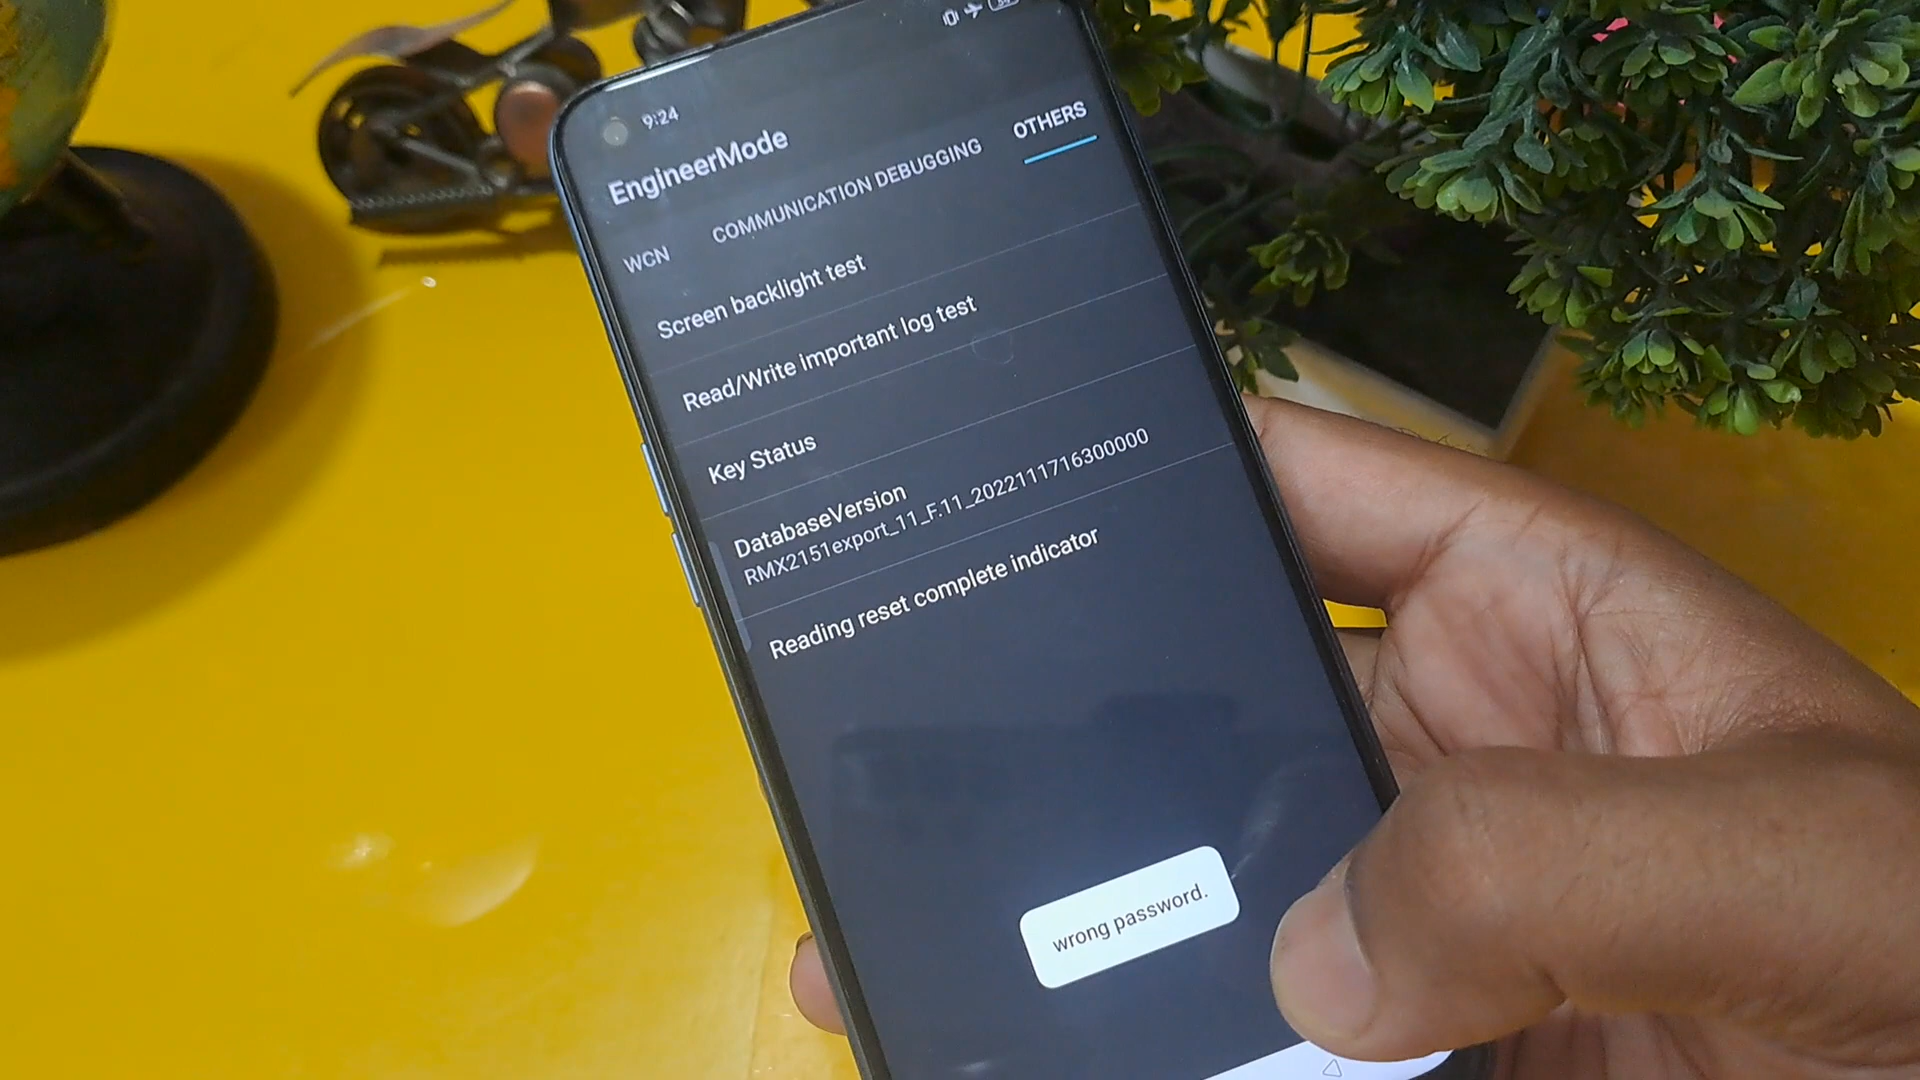 9:24
EngineerMode
WCN COMMUNICATION DEBUGGING OTHERS
Screen backlight test
Read/Write important log test
Key Status
DatabaseVersion
RMX2151export_11_F.11_2022111716300000
Reading reset complete indicator
wrong password.